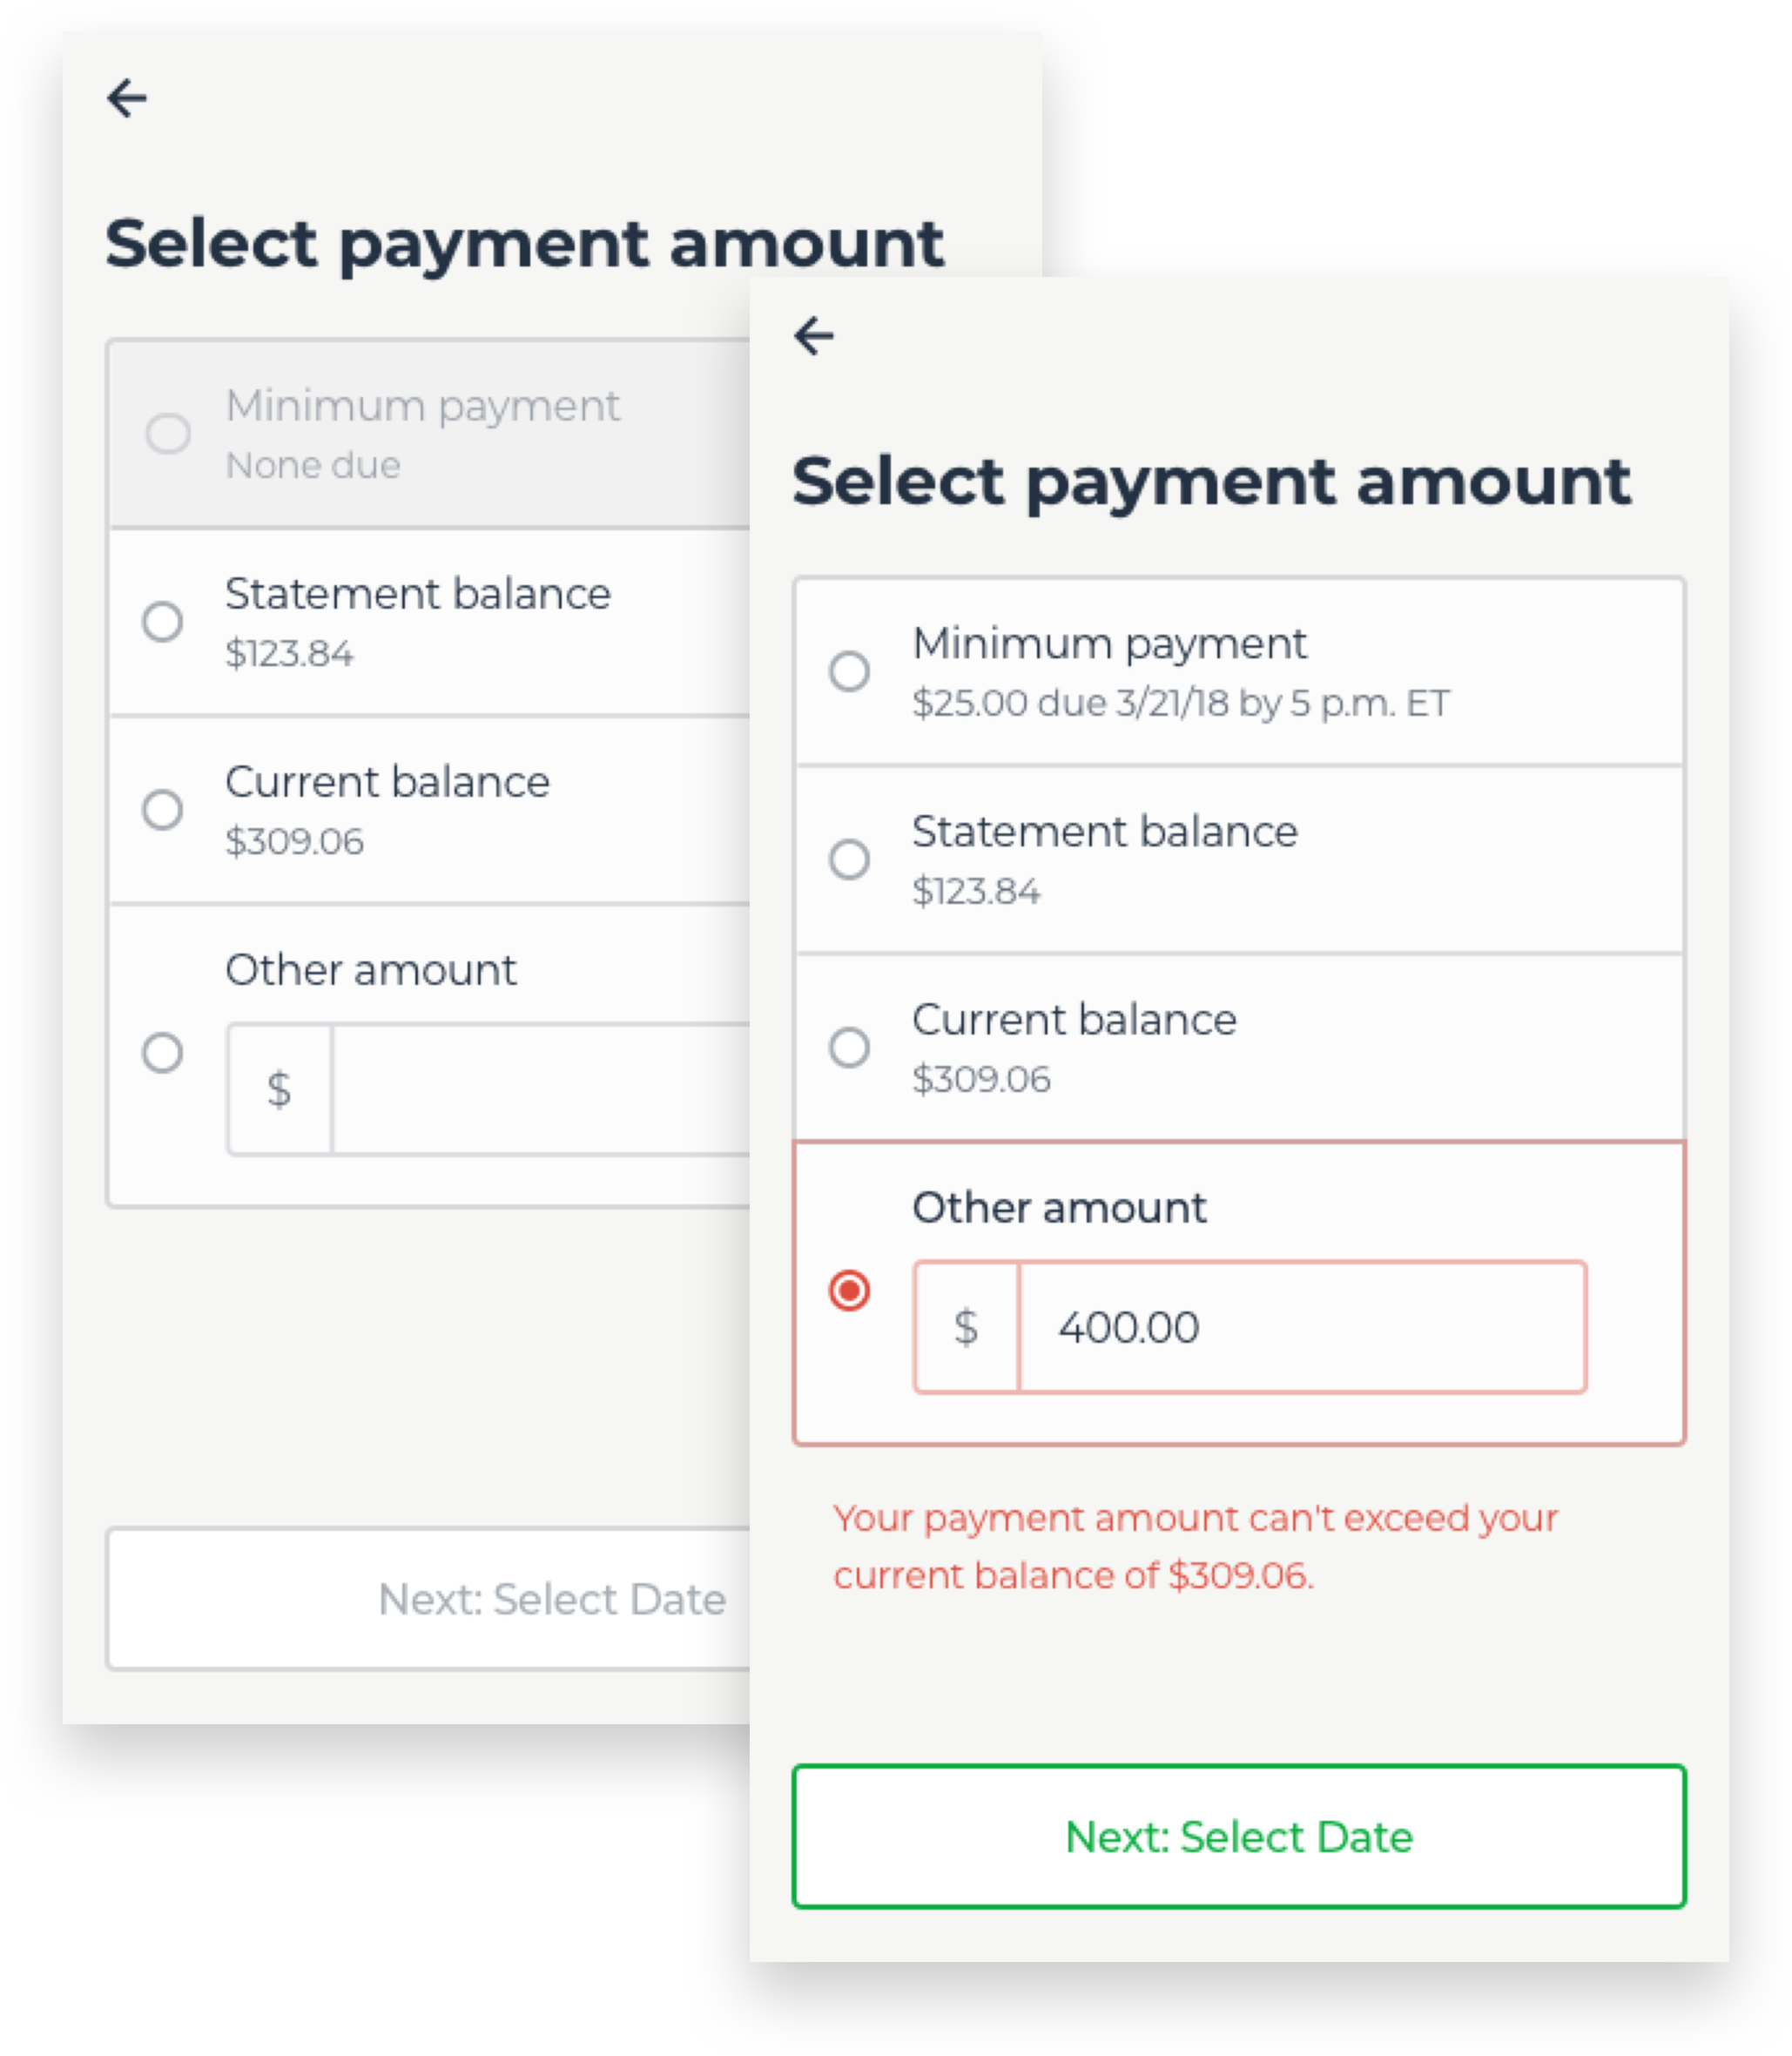 Select payment amount
Minimum payment
None due
Statement balance
$123.84
Current balance
$309.06
Other amount
$
Next: Select Date
Select payment amount
Minimum payment
$25.00 due 3/21/18 by 5 p.m. ET
Statement balance
$123.84
Current balance
$309.06
Other amount
$ 400.00
Your payment amount can't exceed your
current balance of $309.06.
Next: Select Date